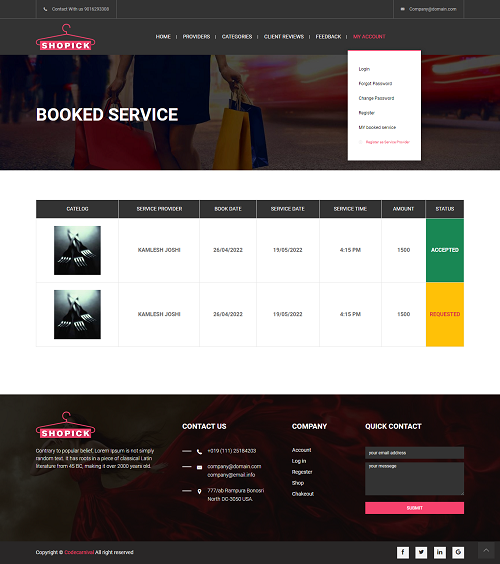 Contact With us 9016293308
Company@domain.com
SHOPICK
HOME
PROVIDERS
CATEGORIES
CLIENT REVIEWS
FEEDBACK
MY ACCOUNT
Login
Forgot Password
Change Password
Register
MY booked service
Register as Service Provider
BOOKED SERVICE
CATELOG SERVICE PROVIDER BOOK DATE SERVICE DATE SERVICE TIME AMOUNT STATUS
KAMLESH JOSHI 26/04/2022 19/05/2022 4:15 PM 1500 ACCEPTED
KAMLESH JOSHI 26/04/2022 19/05/2022 4:15 PM 1500 REQUESTED
SHOPICK
Contrary to popular belief, Lorem Ipsum is not simply
random text. It has roots in a piece of classical Latin
literature from 45 BC, making it over 2000 years old.
CONTACT US
+019 (111) 25184203
company@domain.com
company@email.info
777/ab Rampura Bonosri
North DC-3050 USA.
COMPANY
Account
Log in
Regester
Shop
Chakeout
QUICK CONTACT
your email address
your message
SUBMIT
Copyright © Codecarnival All right reserved